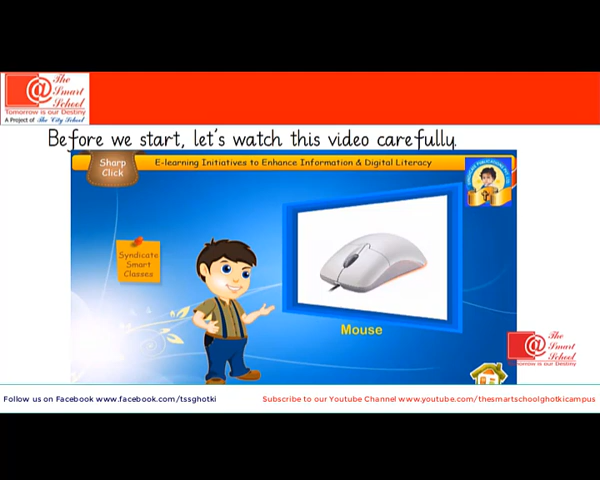 The
Smart
School
Tomorrow is our Destiny
A Project of The City School
Before we start, let's watch this video carefully.
Sharp
Click
E-learning Initiatives to Enhance Information & Digital Literacy
Syndicate
Smart
Classes
Mouse
The
Smart
School
Tomorrow is our Destiny
Follow us on Facebook www.facebook.com/tssghotki
Subscribe to our Youtube Channel www.youtube.com/thesmartschoolghotkicampus